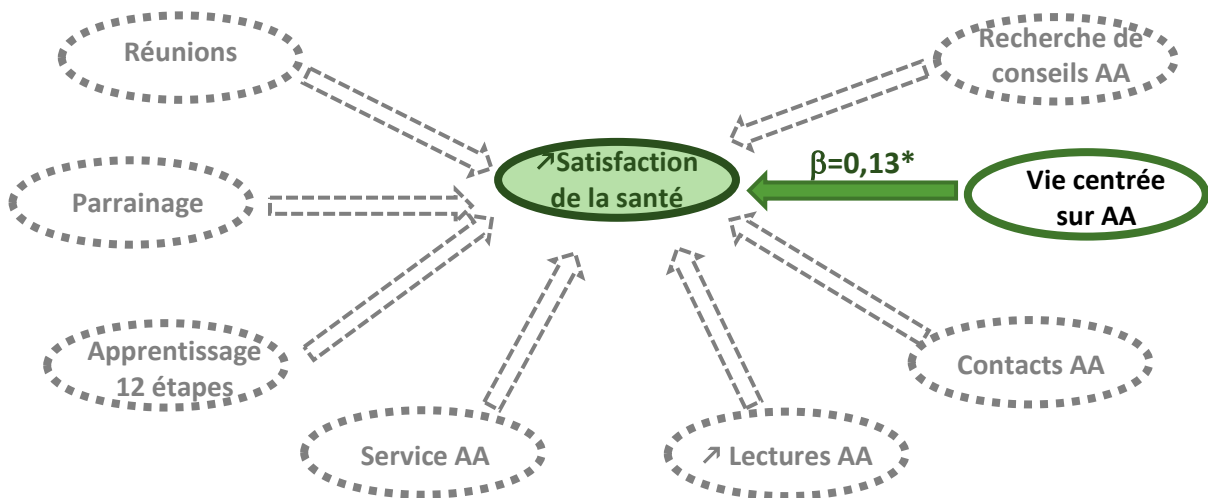 Réunions
Recherche de
conseils AA
↗Satisfaction
de la santé
β=0,13*
Vie centrée
sur AA
Parrainage
Apprentissage
12 étapes
Contacts AA
Service AA
↗ Lectures AA